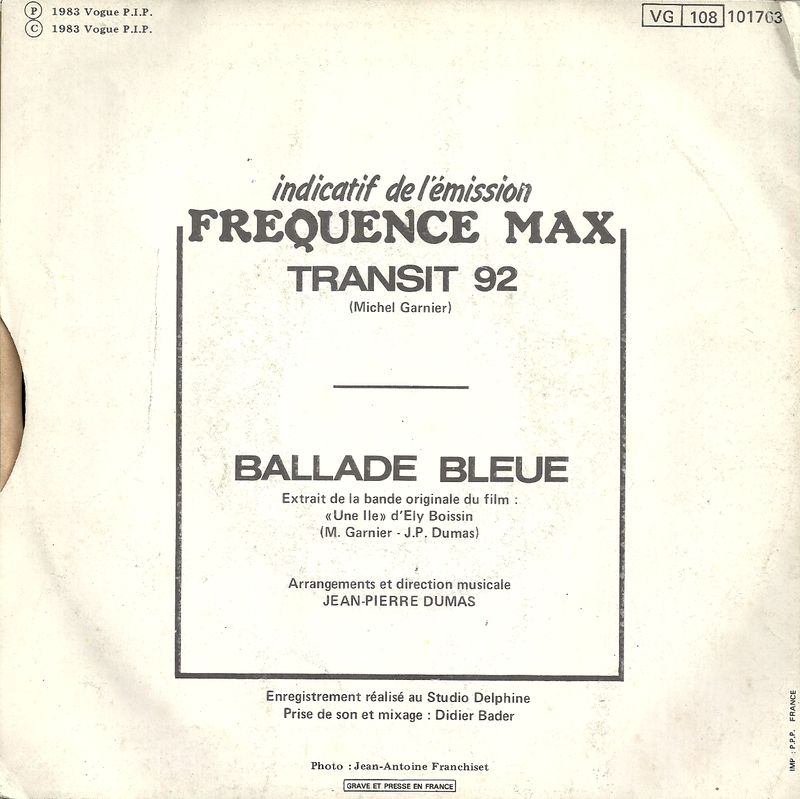 Ⓟ 1983 Vogue P.I.P.
Ⓒ 1983 Vogue P.I.P.
VG 108 101763
indicatif de l'émission
FREQUENCE MAX
TRANSIT 92
(Michel Garnier)
BALLADE BLEUE
Extrait de la bande originale du film :
«Une Ile» d'Ely Boissin
(M. Garnier - J.P. Dumas)
Arrangements et direction musicale
JEAN-PIERRE DUMAS
Enregistrement réalisé au Studio Delphine
Prise de son et mixage : Didier Bader
Photo : Jean-Antoine Franchiset
GRAVE ET PRESSE EN FRANCE
IMP : P.P.P. FRANCE